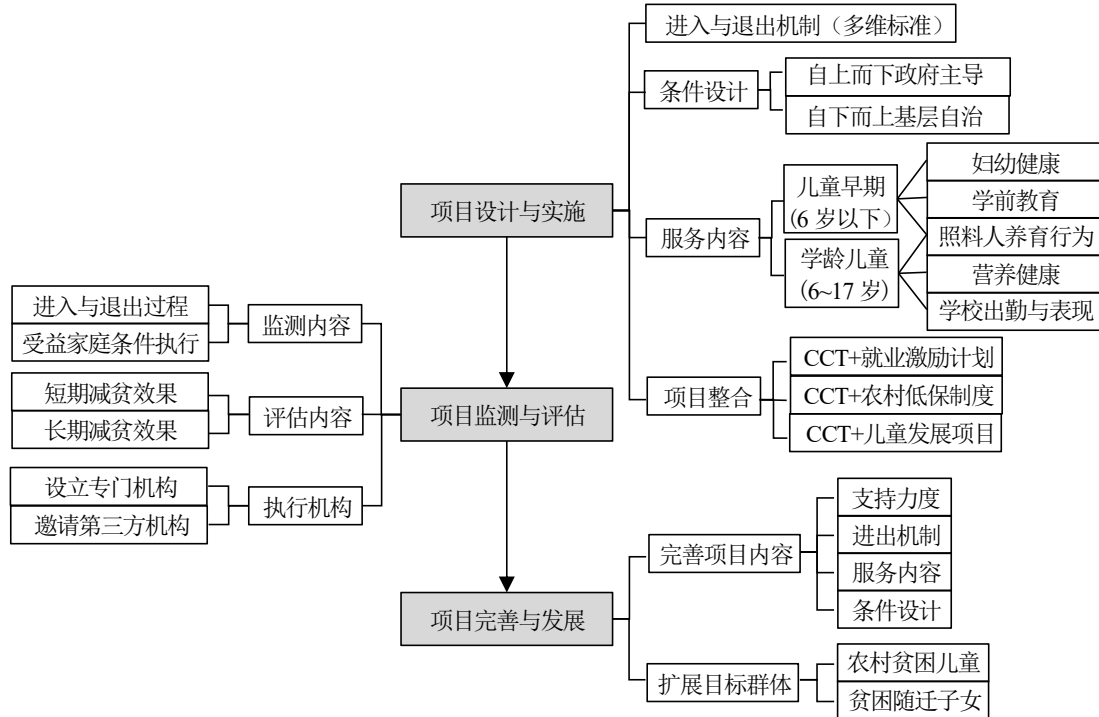 进入与退出机制（多维标准）
条件设计
自上而下政府主导
自下而上基层自治
项目设计与实施
服务内容
儿童早期
(6 岁以下）
学龄儿童
(6~17 岁)
妇幼健康
学前教育
照料人养育行为
营养健康
学校出勤与表现
项目整合
CCT+就业激励计划
CCT+农村低保制度
CCT+儿童发展项目
进入与退出过程
受益家庭条件执行
监测内容
短期减贫效果
长期减贫效果
评估内容
设立专门机构
邀请第三方机构
执行机构
项目监测与评估
项目完善与发展
完善项目内容
支持力度
进出机制
服务内容
条件设计
扩展目标群体
农村贫困儿童
贫困随迁子女